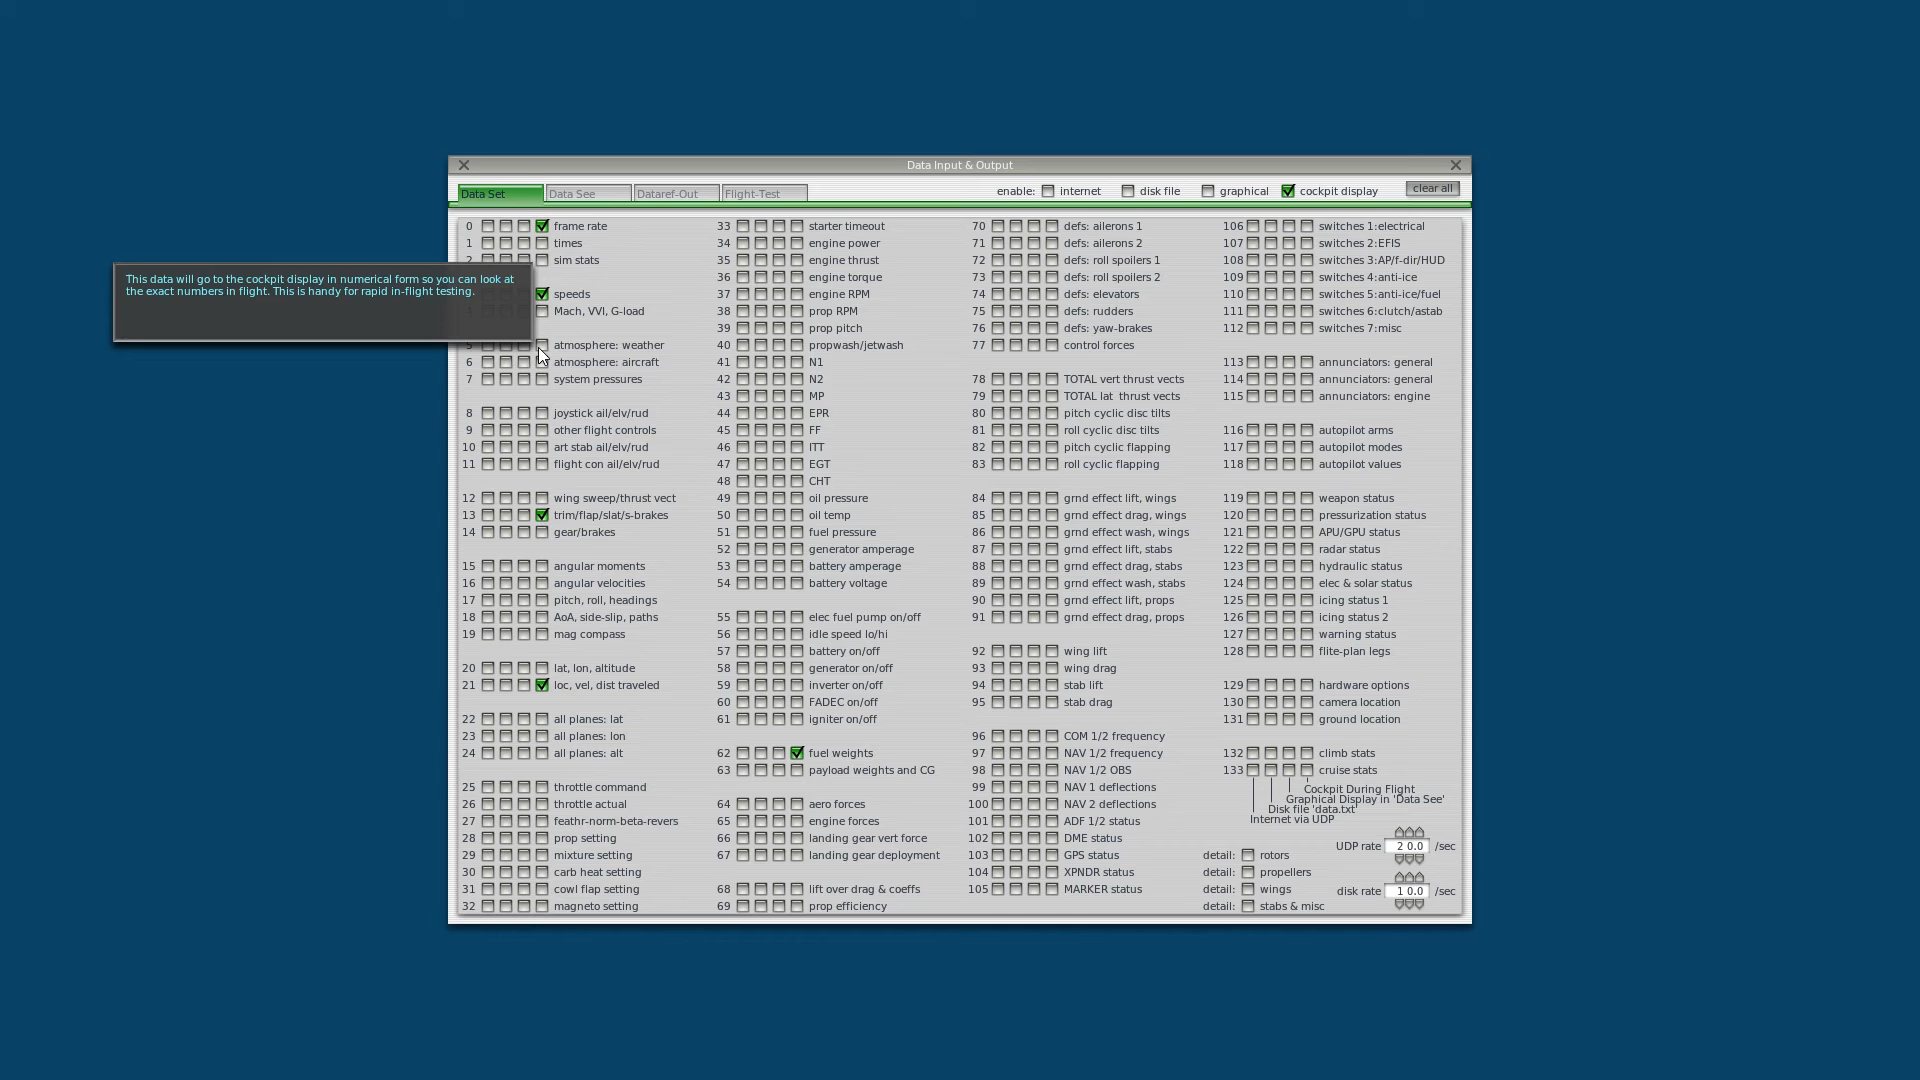 Data Input & Output
Data Set Data See Dataref-Out Flight-Test enable: internet disk file graphical cockpit display clear all
This data will go to the cockpit display in numerical form so you can look at
the exact numbers in flight. This is handy for rapid in-flight testing.
0 frame rate
1 times
2 sim stats
speeds
4 Mach, VVI, G-load
5 atmosphere: weather
6 atmosphere: aircraft
7 system pressures
8 joystick ail/elv/rud
9 other flight controls
10 art stab ail/elv/rud
11 flight con ail/elv/rud
12 wing sweep/thrust vect
13 trim/flap/slat/s-brakes
14 gear/brakes
15 angular moments
16 angular velocities
17 pitch, roll, headings
18 AoA, side-slip, paths
19 mag compass
20 lat, lon, altitude
21 loc, vel, dist traveled
22 all planes: lat
23 all planes: lon
24 all planes: alt
25 throttle command
26 throttle actual
27 feathr-norm-beta-revers
28 prop setting
29 mixture setting
30 carb heat setting
31 cowl flap setting
32 magneto setting
33 starter timeout
34 engine power
35 engine thrust
36 engine torque
37 engine RPM
38 prop RPM
39 prop pitch
40 propwash/jetwash
41 N1
42 N2
43 MP
44 EPR
45 FF
46 ITT
47 EGT
48 CHT
49 oil pressure
50 oil temp
51 fuel pressure
52 generator amperage
53 battery amperage
54 battery voltage
55 elec fuel pump on/off
56 idle speed lo/hi
57 battery on/off
58 generator on/off
59 inverter on/off
60 FADEC on/off
61 igniter on/off
62 fuel weights
63 payload weights and CG
64 aero forces
65 engine forces
66 landing gear vert force
67 landing gear deployment
68 lift over drag & coeffs
69 prop efficiency
70 defs: ailerons 1
71 defs: ailerons 2
72 defs: roll spoilers 1
73 defs: roll spoilers 2
74 defs: elevators
75 defs: rudders
76 defs: yaw-brakes
77 control forces
78 TOTAL vert thrust vects
79 TOTAL lat thrust vects
80 pitch cyclic disc tilts
81 roll cyclic disc tilts
82 pitch cyclic flapping
83 roll cyclic flapping
84 grnd effect lift, wings
85 grnd effect drag, wings
86 grnd effect wash, wings
87 grnd effect lift, stabs
88 grnd effect drag, stabs
89 grnd effect wash, stabs
90 grnd effect lift, props
91 grnd effect drag, props
92 wing lift
93 wing drag
94 stab lift
95 stab drag
96 COM 1/2 frequency
97 NAV 1/2 frequency
98 NAV 1/2 OBS
99 NAV 1 deflections
100 NAV 2 deflections
101 ADF 1/2 status
102 DME status
103 GPS status
104 XPNDR status
105 MARKER status
106 switches 1:electrical
107 switches 2:EFIS
108 switches 3:AP/f-dir/HUD
109 switches 4:anti-ice
110 switches 5:anti-ice/fuel
111 switches 6:clutch/astab
112 switches 7:misc
113 annunciators: general
114 annunciators: general
115 annunciators: engine
116 autopilot arms
117 autopilot modes
118 autopilot values
119 weapon status
120 pressurization status
121 APU/GPU status
122 radar status
123 hydraulic status
124 elec & solar status
125 icing status 1
126 icing status 2
127 warning status
128 flite-plan legs
129 hardware options
130 camera location
131 ground location
132 climb stats
133 cruise stats
Cockpit During Flight
Graphical Display in 'Data See'
Disk file 'data.txt'
Internet via UDP
UDP rate 2 0.0 /sec
detail: rotors
detail: propellers
detail: wings
disk rate 1 0.0 /sec
detail: stabs & misc